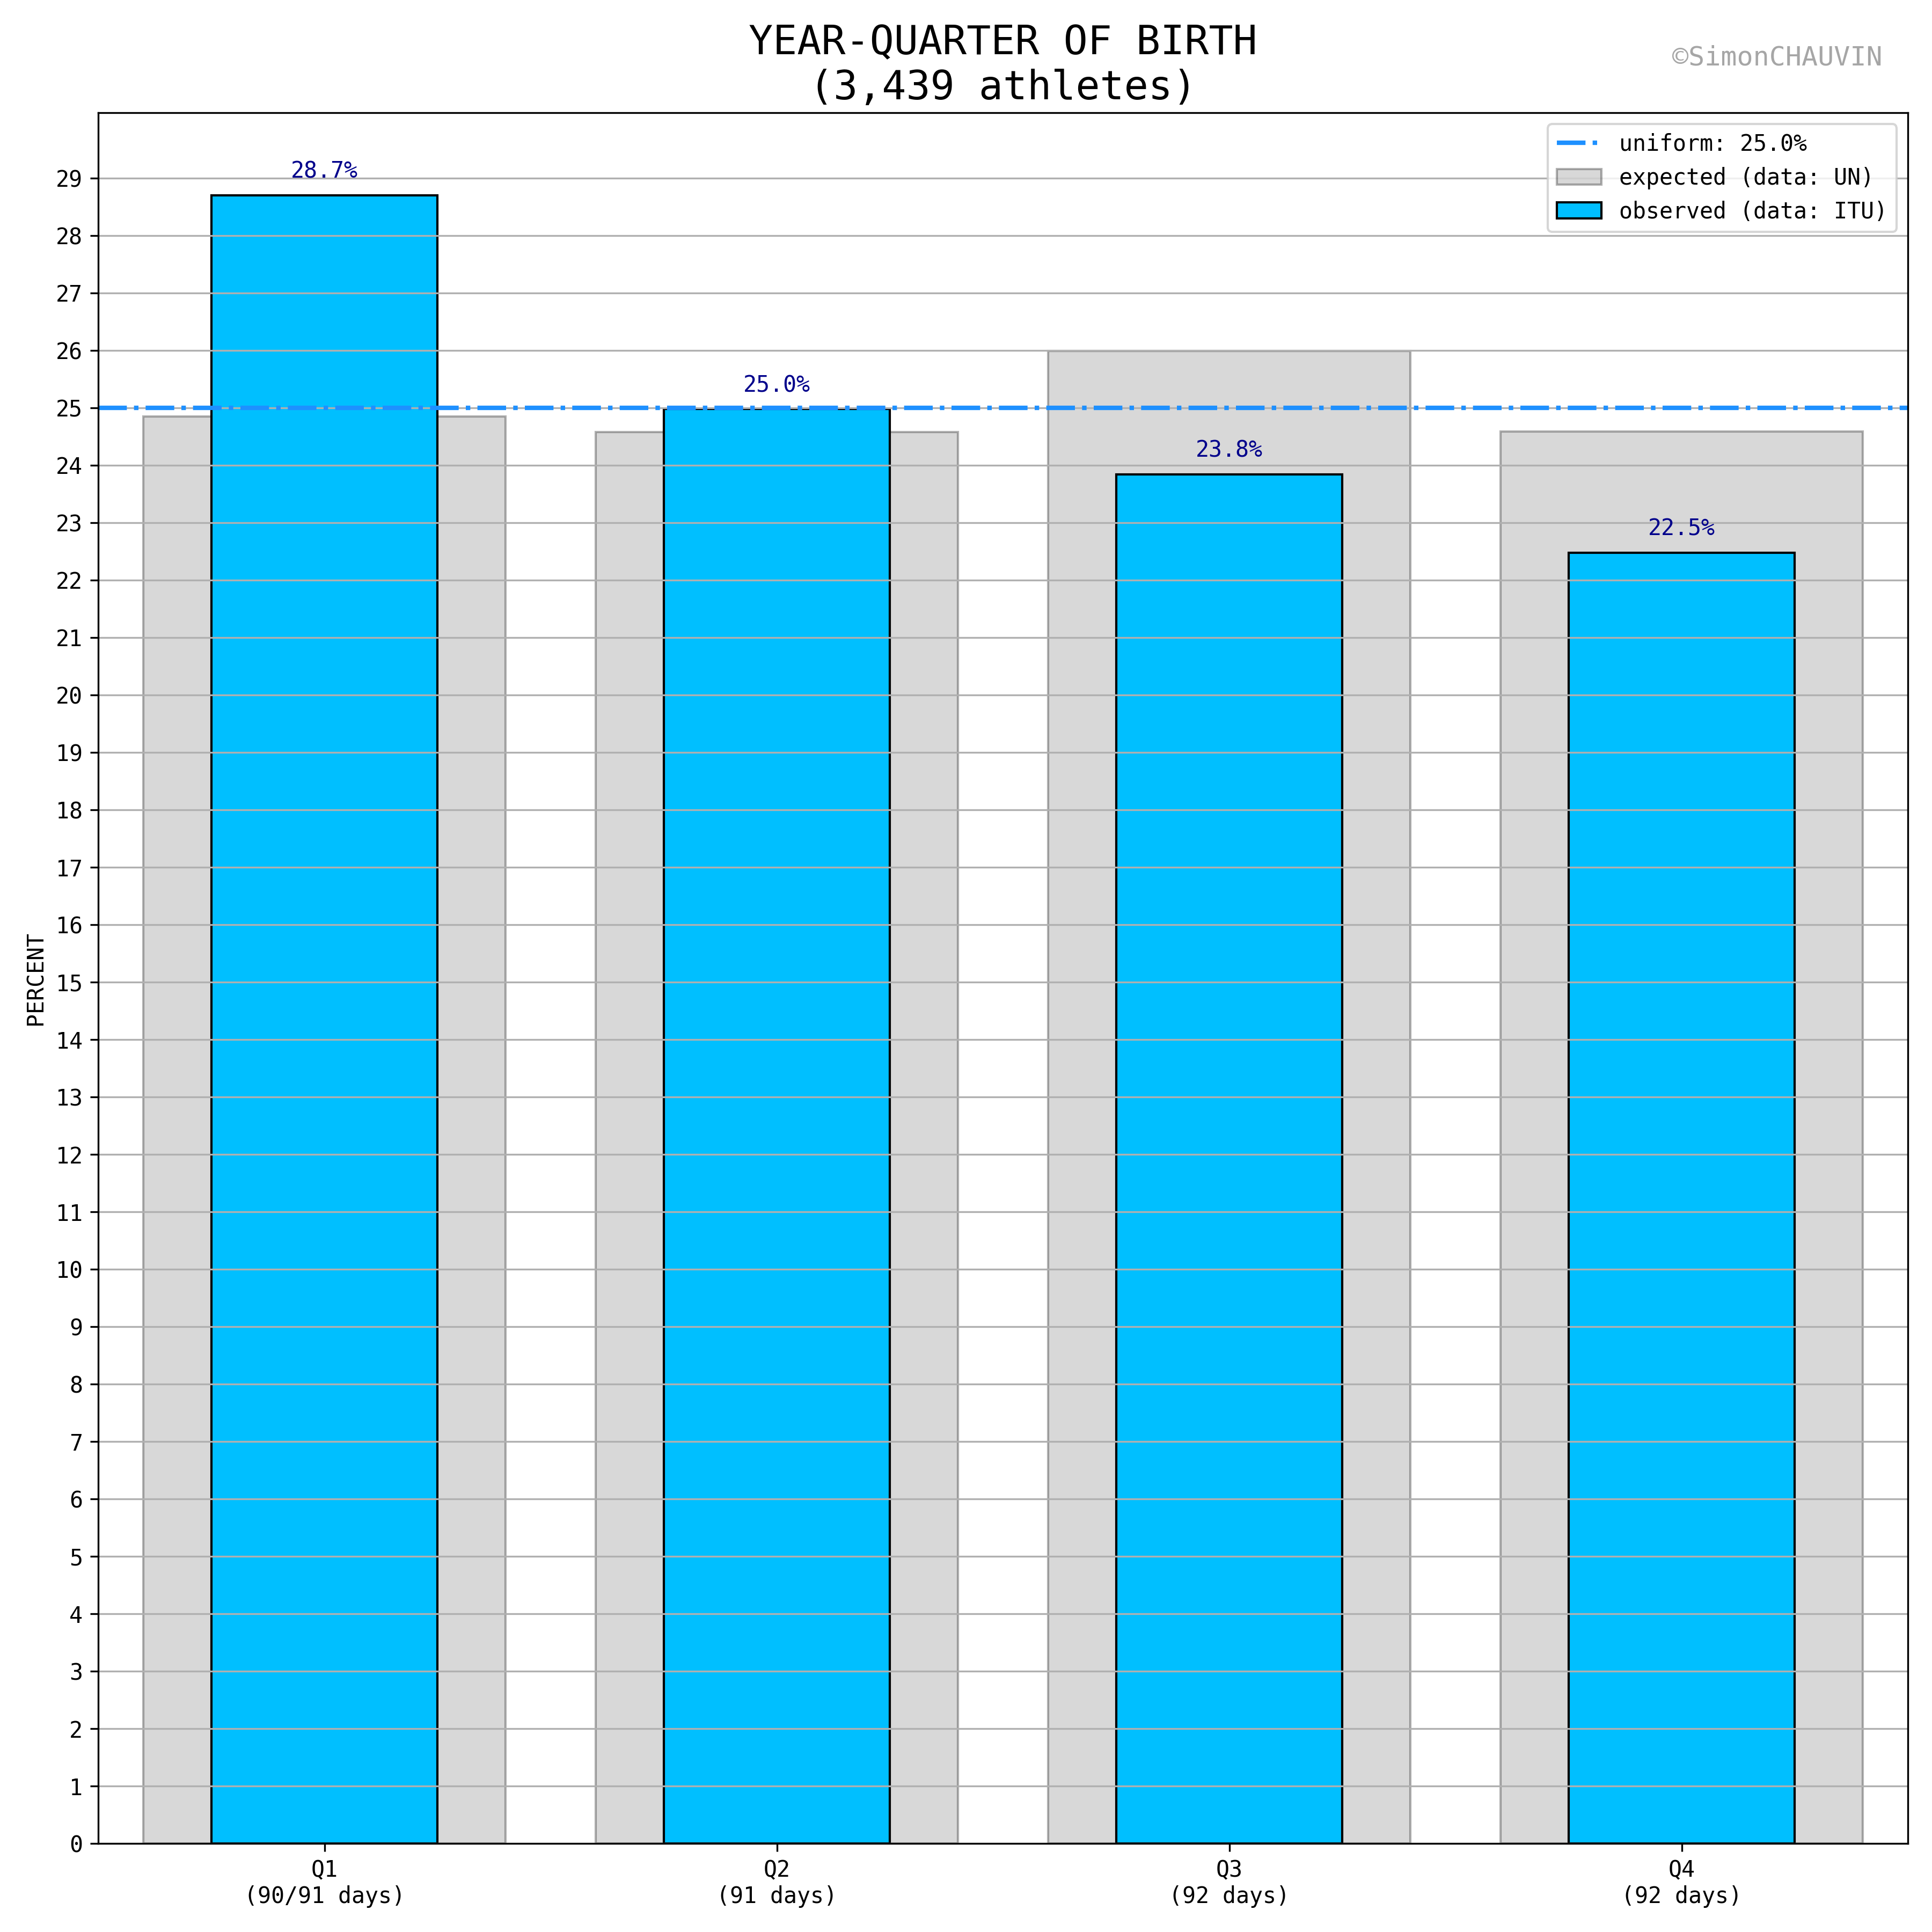 YEAR-QUARTER OF BIRTH
(3,439 athletes)
©SimonCHAUVIN
uniform: 25.0%
expected (data: UN)
observed (data: ITU)
28.7%
25.0%
23.8%
22.5%
PERCENT
29
28
27
26
25
24
23
22
21
20
19
18
17
16
15
14
13
12
11
10
9
8
7
6
5
4
3
2
1
0
Q1
(90/91 days)
Q2
(91 days)
Q3
(92 days)
Q4
(92 days)